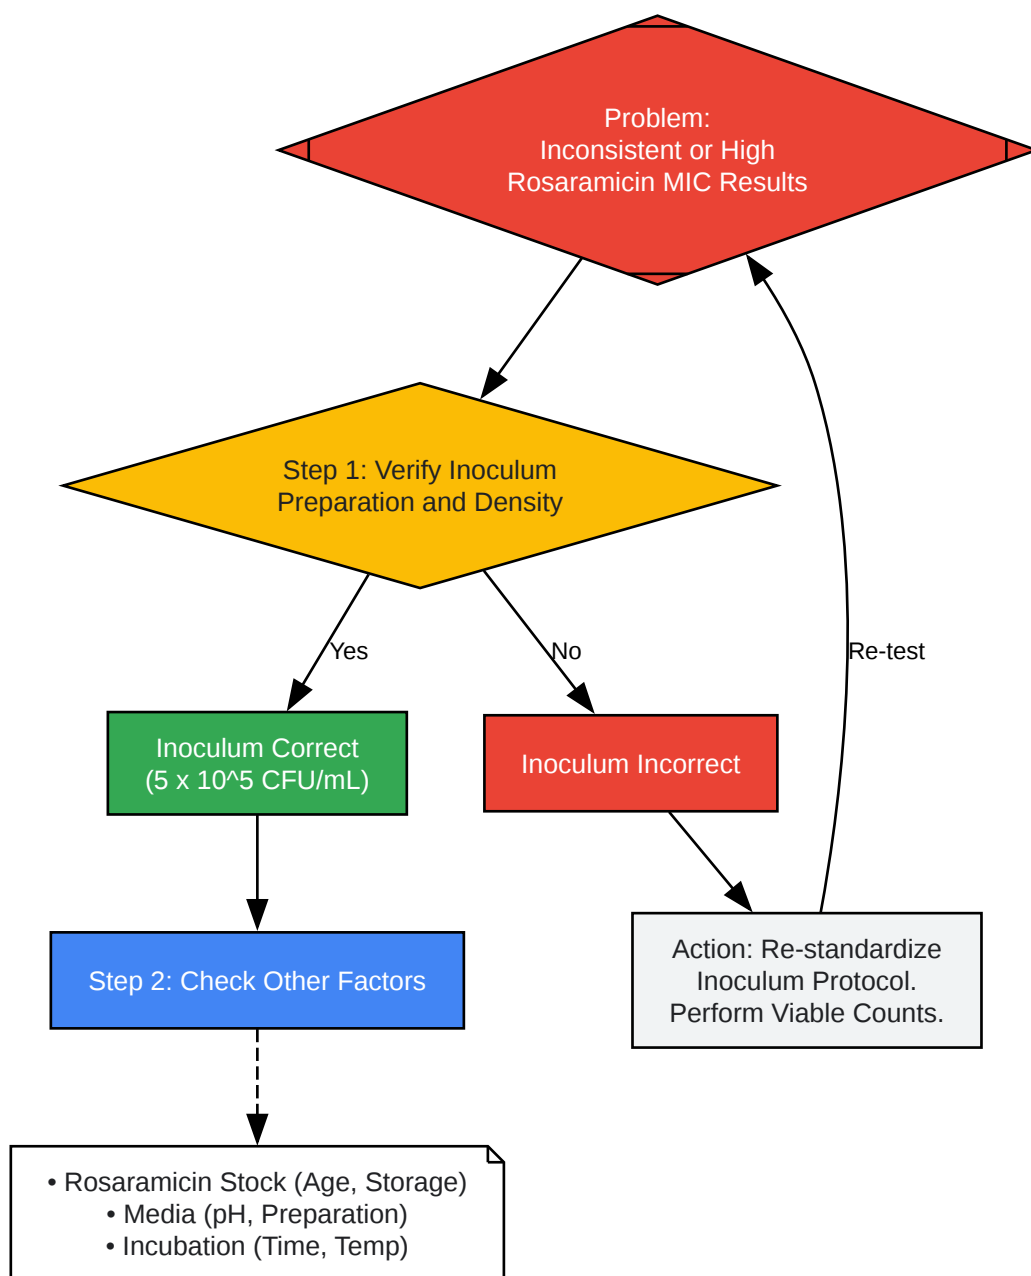 Problem:
Inconsistent or High
Rosaramicin MIC Results
Step 1: Verify Inoculum
Preparation and Density
Yes
No
Re-test
Inoculum Correct
(5 x 10^5 CFU/mL)
Inoculum Incorrect
Step 2: Check Other Factors
Action: Re-standardize
Inoculum Protocol.
Perform Viable Counts.
• Rosaramicin Stock (Age, Storage)
• Media (pH, Preparation)
• Incubation (Time, Temp)